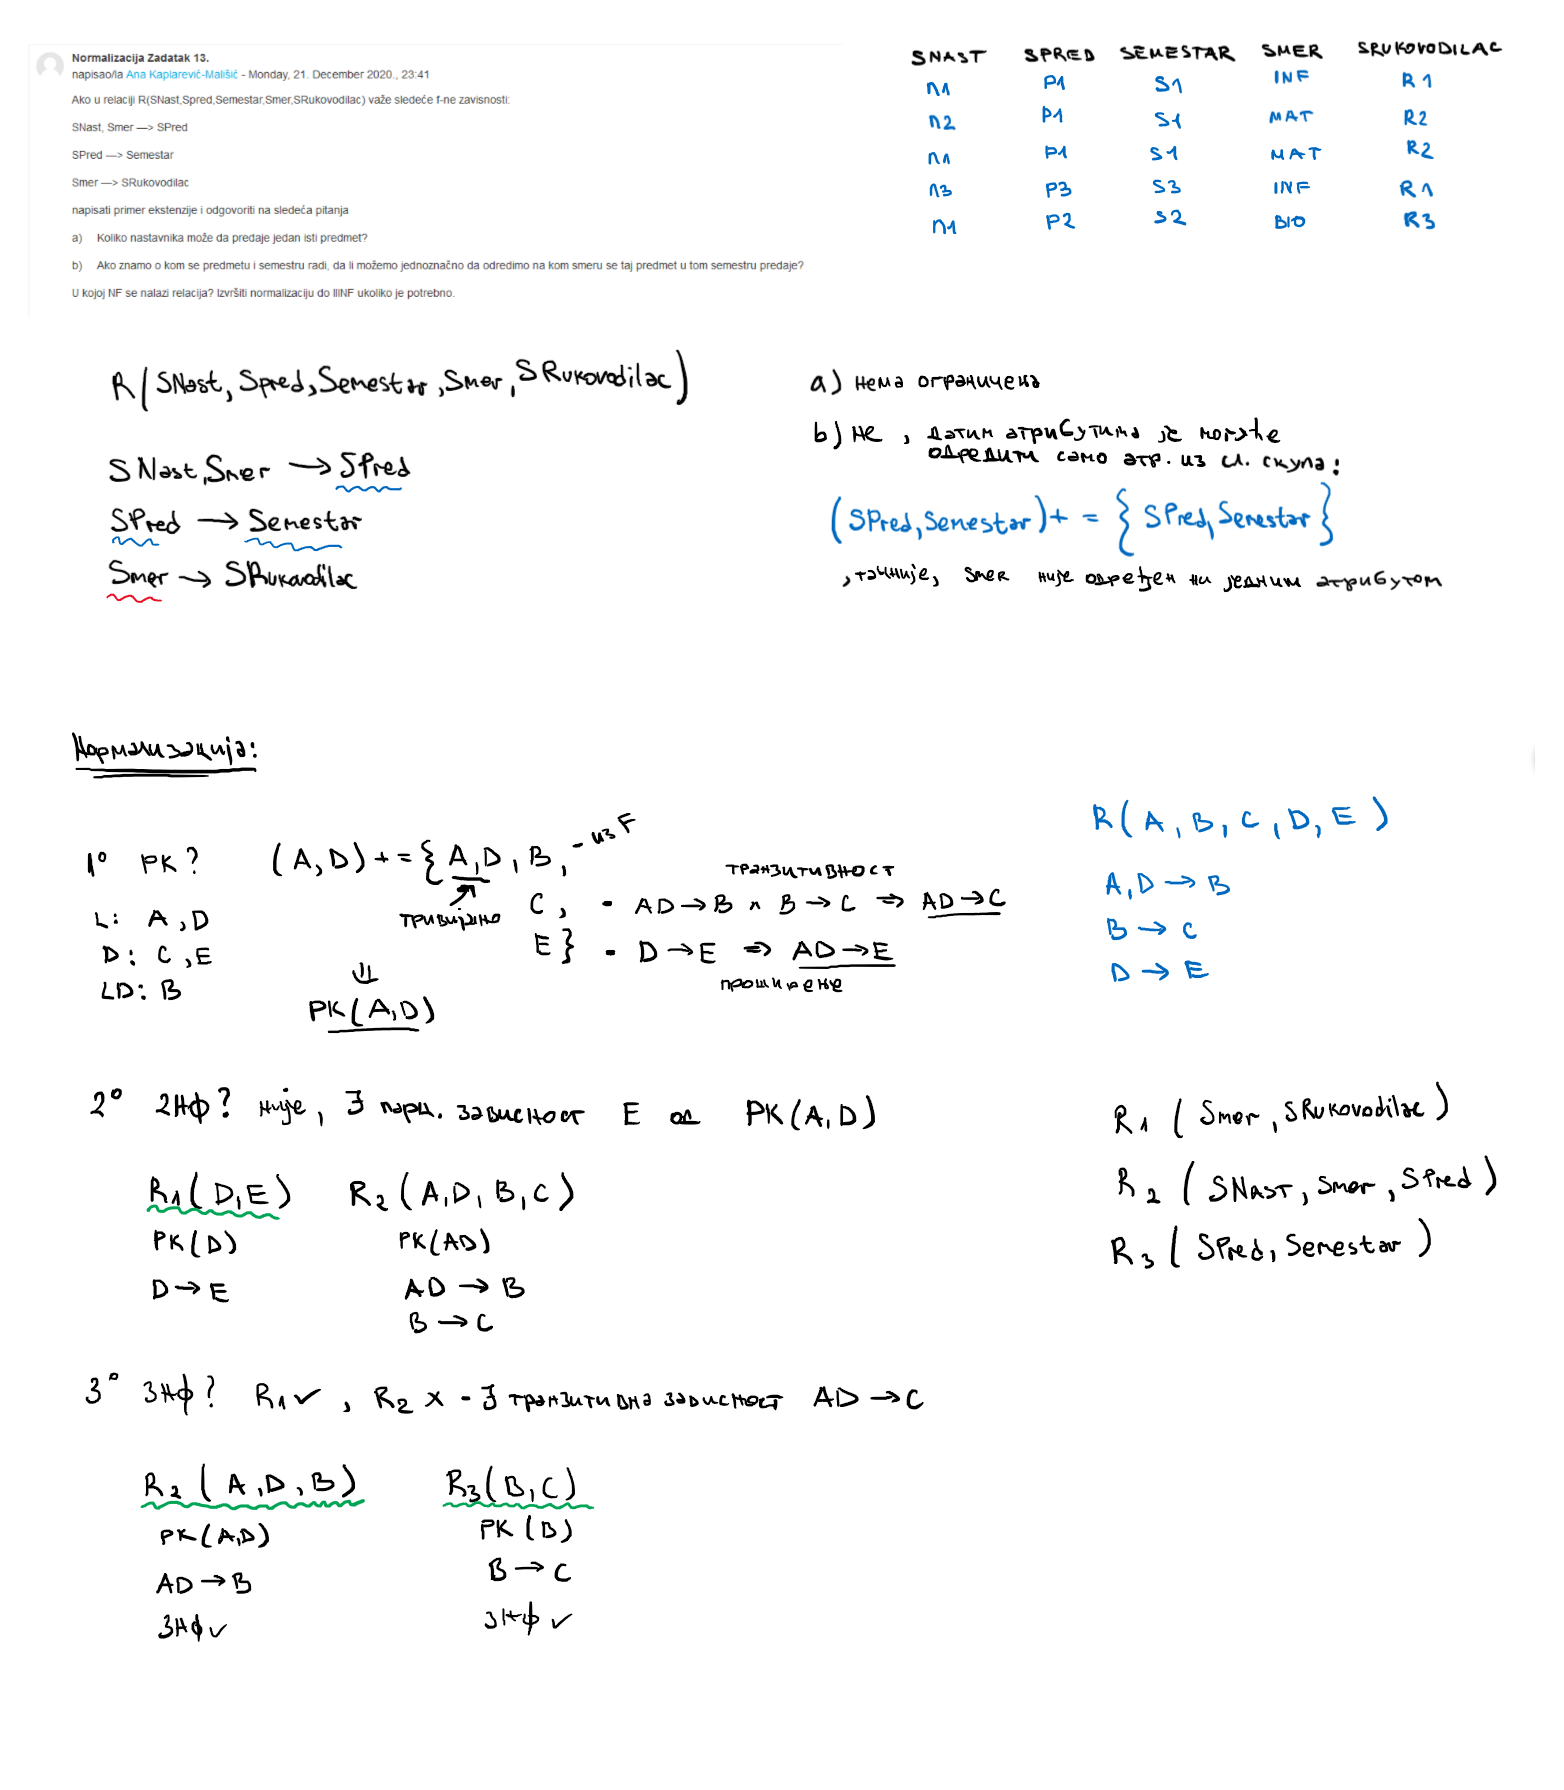 Normalizacija Zadatak 13.
napisao/la Ana Kaplarević-Mališić - Monday, 21. December 2020., 23:41
Ako u relaciji R(SNast,Spred,Semestar,Smer,SRukovodilac) važe sledeće f-ne zavisnosti:
SNast, Smer —> SPred
SPred —> Semestar
Smer —> SRukovodilac
napisati primer ekstenzije i odgovoriti na sledeća pitanja
a) Koliko nastavnika može da predaje jedan isti predmet?
b) Ako znamo o kom se predmetu i semestru radi, da li možemo jednoznačno da odredimo na kom smeru se taj predmet u tom semestru predaje?
U kojoj NF se nalazi relacija? Izvršiti normalizaciju do IIINF ukoliko je potrebno.
SNAST SPRED SEMESTAR SMER SRUKOVODILAC
n1 P1 S1 INF R1
n2 P1 S1 MAT R2
n1 P1 S1 MAT R2
n3 P3 S3 INF R1
n1 P2 S2 BIO R3
R(SNast, Spred, Semestar, Smer, SRukovodilac)
SNast, Smer → SPred
SPred → Semestar
Smer → SRukovodilac
a) нема ограничења
b) не, датим атрибутима је могуће
одредити само атр. из сл. скупа:
(SPred, Semestar)+ = {SPred, Semestar}
, тачније, smer није одређен ни једним атрибутом
Нормализација:
1° PK? (A,D)+ = {A,D, B, - из F
тривијално
C, - AD→B ∧ B→C ⇒ AD→C
транзитивност
E} - D→E ⇒ AD→E
проширење
L: A,D
D: C,E
LD: B
⇓
PK(A,D)
R(A, B, C, D, E)
A,D → B
B → C
D → E
2° 2НФ? није, ∃ парц. зависност E од PK(A,D)
R1(D,E) R2(A,D,B,C)
PK(D) PK(AD)
D→E AD → B
B → C
R1 (Smer, SRukovodilac)
R2 (SNast, Smer, SPred)
R3 (SPred, Semestar)
3° 3НФ? R1 ✓, R2 x - ∃ транзитивна зависност AD → C
R2 (A,D,B) R3(B,C)
PK(A,D) PK(B)
AD → B B → C
3НФ ✓ 3НФ ✓